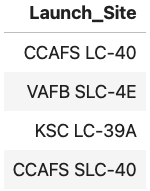 Launch_Site
CCAFS LC-40
VAFB SLC-4E
KSC LC-39A
CCAFS SLC-40